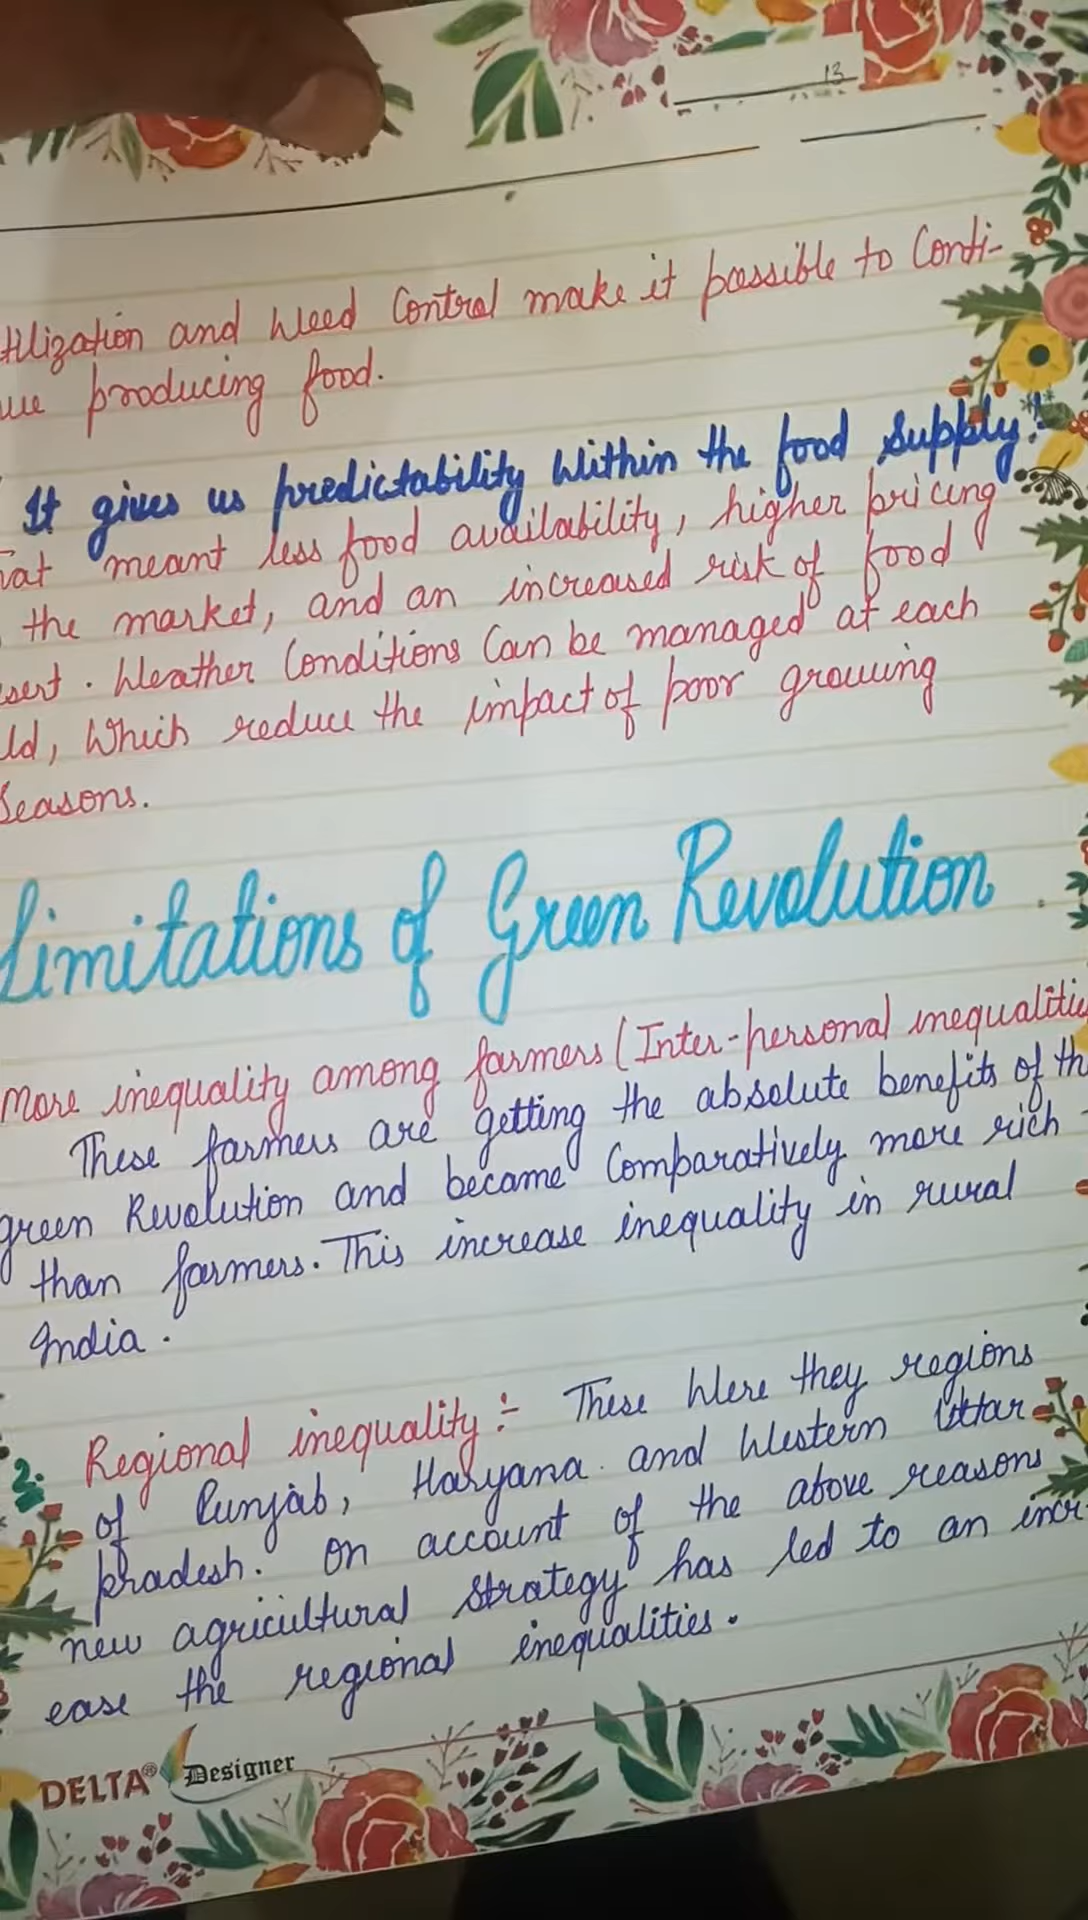 13
tilization and Weed Control make it possible to Conti-
nue producing food.
It gives us predictability Within the food Supply:-
hat meant less food availability, higher pricing
the market, and an increased risk of food
sert. Weather Conditions Can be managed at each
ld, Which reduce the impact of poor growing
Seasons.
Limitations of Green Revolution
More inequality among farmers (Inter-personal inequalitie
These farmers are getting the absolute benefits of th
green Revolution and became Comparatively more rich
than farmers. This increase inequality in rural
India.
2. Regional inequality :- These Were they regions
of Punjab, Haryana and Western Uttar
pradesh. On account of the above reasons
new agricultural strategy has led to an incr-
ease the regional inequalities.
DELTA® Designer